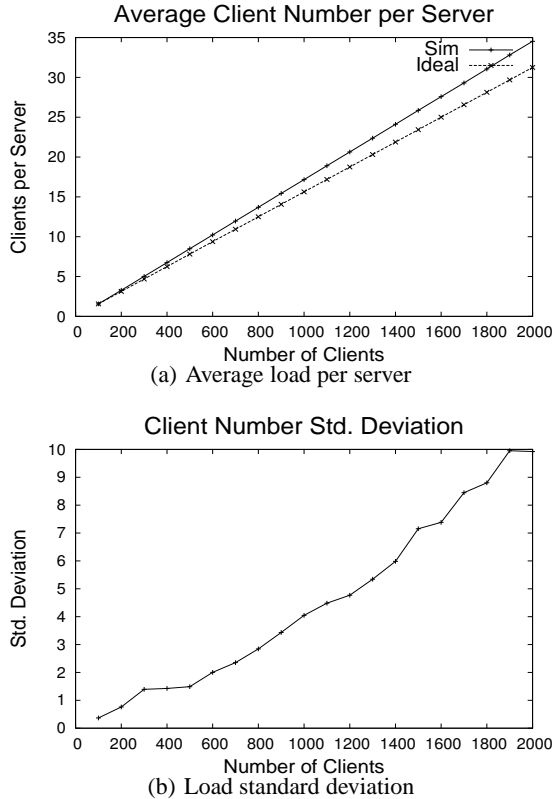 Average Client Number per Server
35
30
25
20
15
10
5
0
Clients per Server
Sim
Ideal
0 200 400 600 800 1000 1200 1400 1600 1800 2000
Number of Clients
(a) Average load per server
Client Number Std. Deviation
10
9
8
7
6
5
4
3
2
1
0
Std. Deviation
0 200 400 600 800 1000 1200 1400 1600 1800 2000
Number of Clients
(b) Load standard deviation